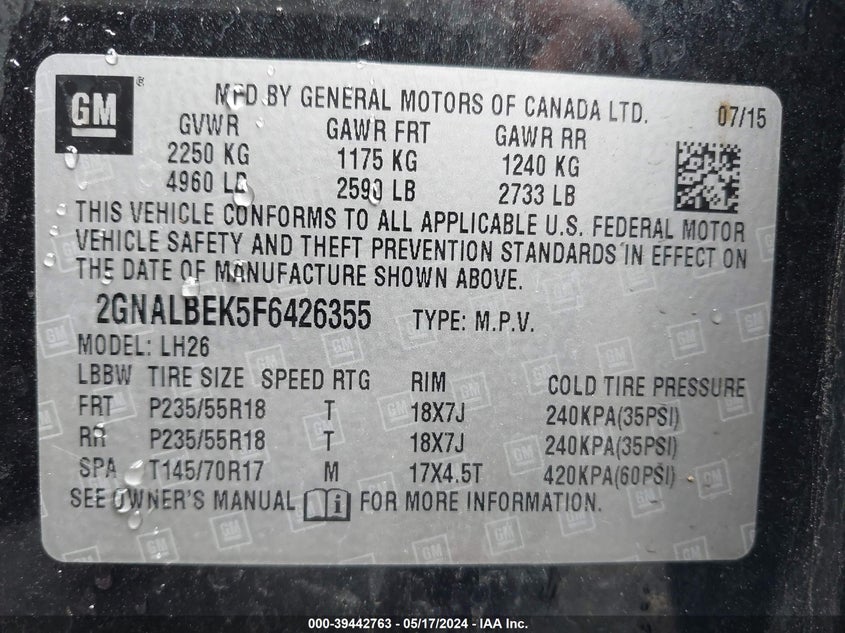 GM ®
MFD BY GENERAL MOTORS OF CANADA LTD. 07/15
GVWR GAWR FRT GAWR RR
2250 KG 1175 KG 1240 KG
4960 LB 2590 LB 2733 LB
THIS VEHICLE CONFORMS TO ALL APPLICABLE U.S. FEDERAL MOTOR
VEHICLE SAFETY AND THEFT PREVENTION STANDARDS IN EFFECT ON
THE DATE OF MANUFACTURE SHOWN ABOVE.
2GNALBEK5F6426355 TYPE: M.P.V.
MODEL: LH26
LBBW TIRE SIZE SPEED RTG RIM COLD TIRE PRESSURE
FRT P235/55R18 T 18X7J 240KPA(35PSI)
RR P235/55R18 T 18X7J 240KPA(35PSI)
SPA T145/70R17 M 17X4.5T 420KPA(60PSI)
SEE OWNER'S MANUAL FOR MORE INFORMATION.
000-39442763 / 05/17/2024 - IAA Inc.